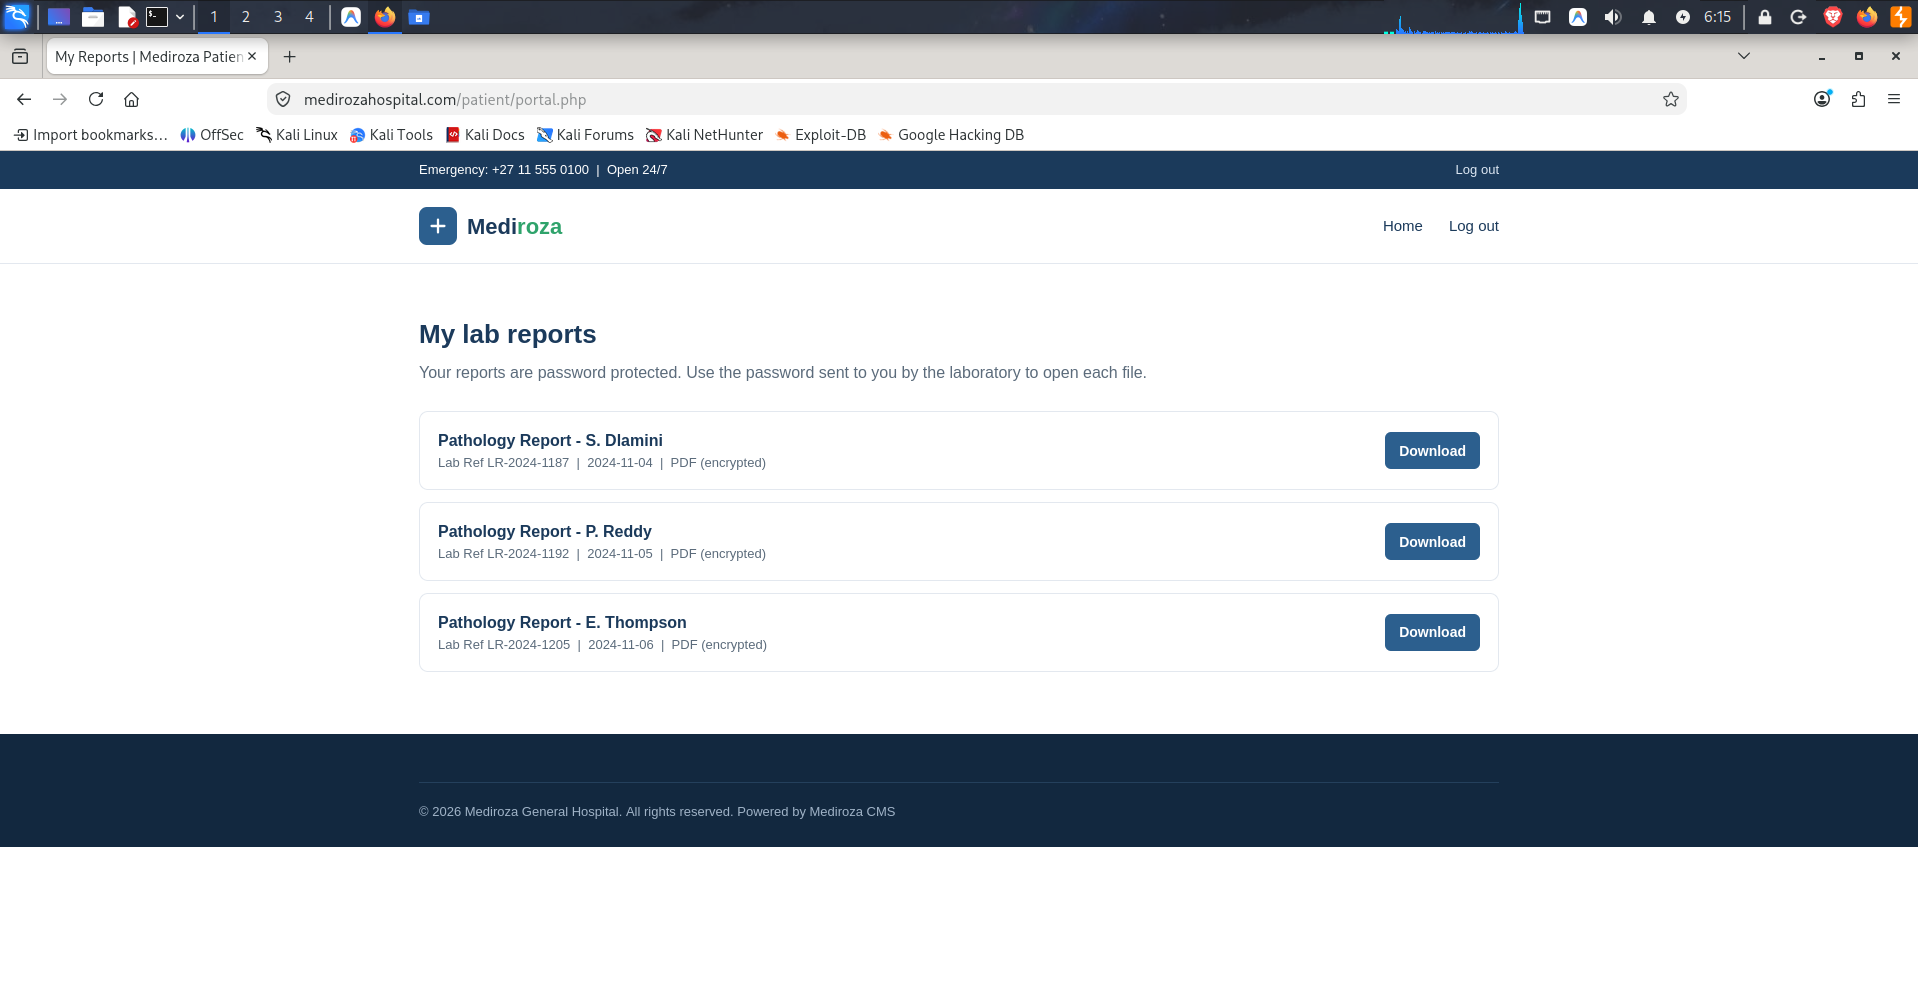 1 2 3 4 6:15
My Reports | Mediroza Patien
medirozahospital.com/patient/portal.php
Import bookmarks... OffSec Kali Linux Kali Tools Kali Docs Kali Forums Kali NetHunter Exploit-DB Google Hacking DB
Emergency: +27 11 555 0100 | Open 24/7 Log out
Mediroza Home Log out
My lab reports
Your reports are password protected. Use the password sent to you by the laboratory to open each file.
Pathology Report - S. Dlamini
Lab Ref LR-2024-1187 | 2024-11-04 | PDF (encrypted)
Download
Pathology Report - P. Reddy
Lab Ref LR-2024-1192 | 2024-11-05 | PDF (encrypted)
Download
Pathology Report - E. Thompson
Lab Ref LR-2024-1205 | 2024-11-06 | PDF (encrypted)
Download
© 2026 Mediroza General Hospital. All rights reserved. Powered by Mediroza CMS